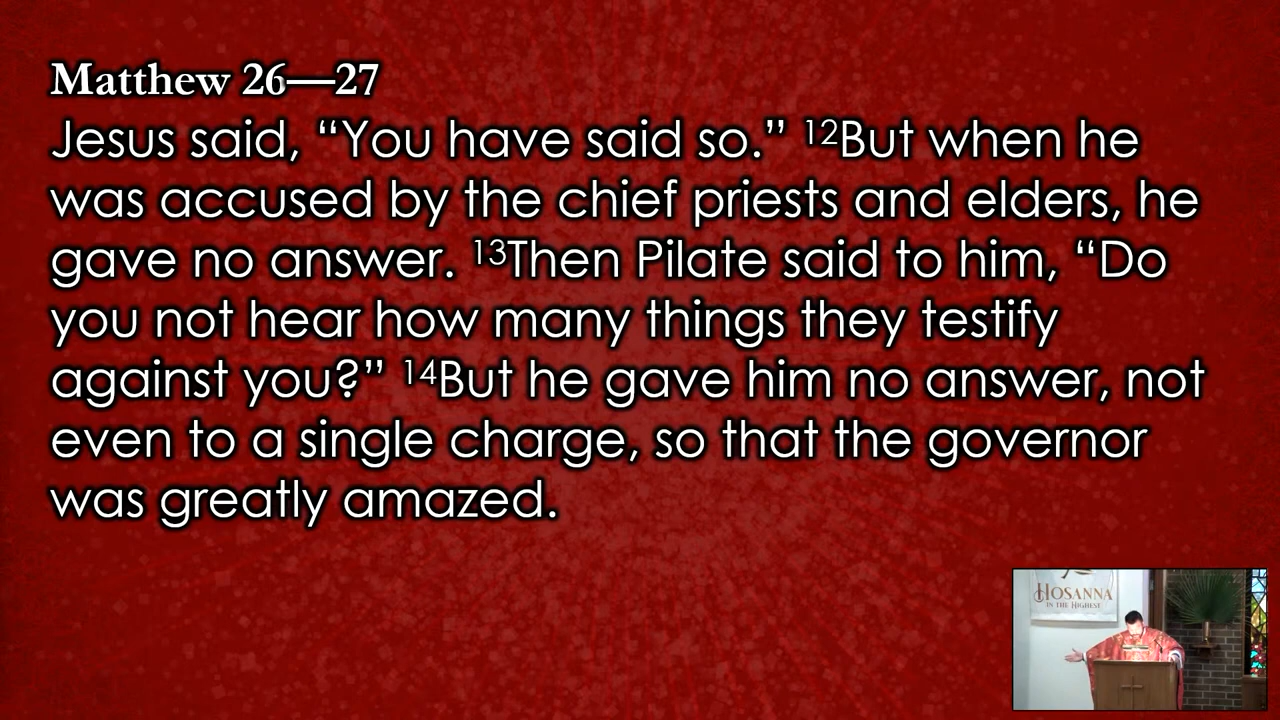 Matthew 26—27
Jesus said, “You have said so.” ¹²But when he
was accused by the chief priests and elders, he
gave no answer. ¹³Then Pilate said to him, “Do
you not hear how many things they testify
against you?” ¹⁴But he gave him no answer, not
even to a single charge, so that the governor
was greatly amazed.
HOSANNA
IN THE HIGHEST